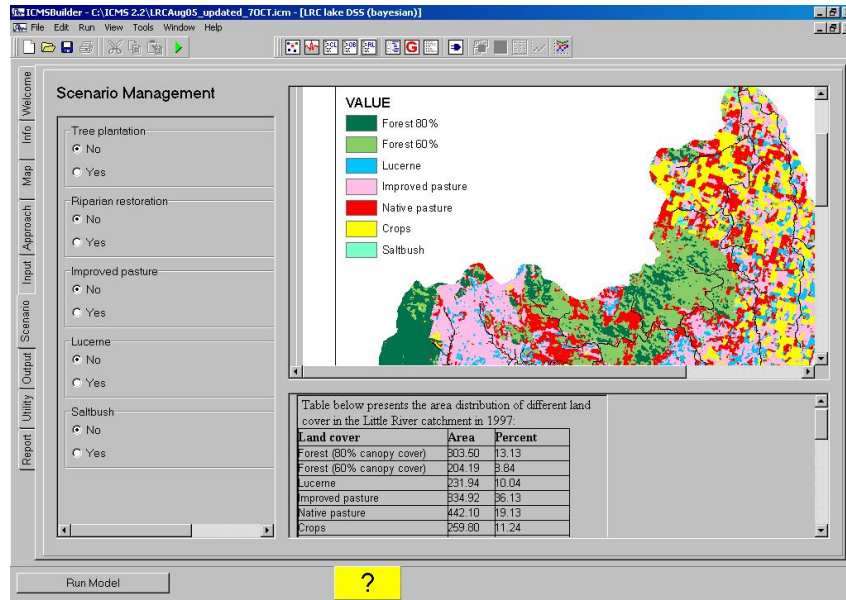 ICMSBuilder - C:\ICMS 2.2\LRCAug05_updated_7OCT.icm - [LRC lake DSS (bayesian)]
File Edit Run View Tools Window Help
Welcome
Info
Map
Approach
Input
Scenario
Output
Utility
Report
Scenario Management
Tree plantation
No
Yes
Riparian restoration
No
Yes
Improved pasture
No
Yes
Lucerne
No
Yes
Saltbush
No
Yes
VALUE
Forest 80%
Forest 60%
Lucerne
Improved pasture
Native pasture
Crops
Saltbush
Table below presents the area distribution of different land
cover in the Little River catchment in 1997:
Land cover Area Percent
Forest (80% canopy cover) 303.50 13.13
Forest (60% canopy cover) 204.19 8.84
Lucerne 231.94 10.04
Improved pasture 834.92 36.13
Native pasture 442.10 19.13
Crops 259.80 11.24
Run Model
?